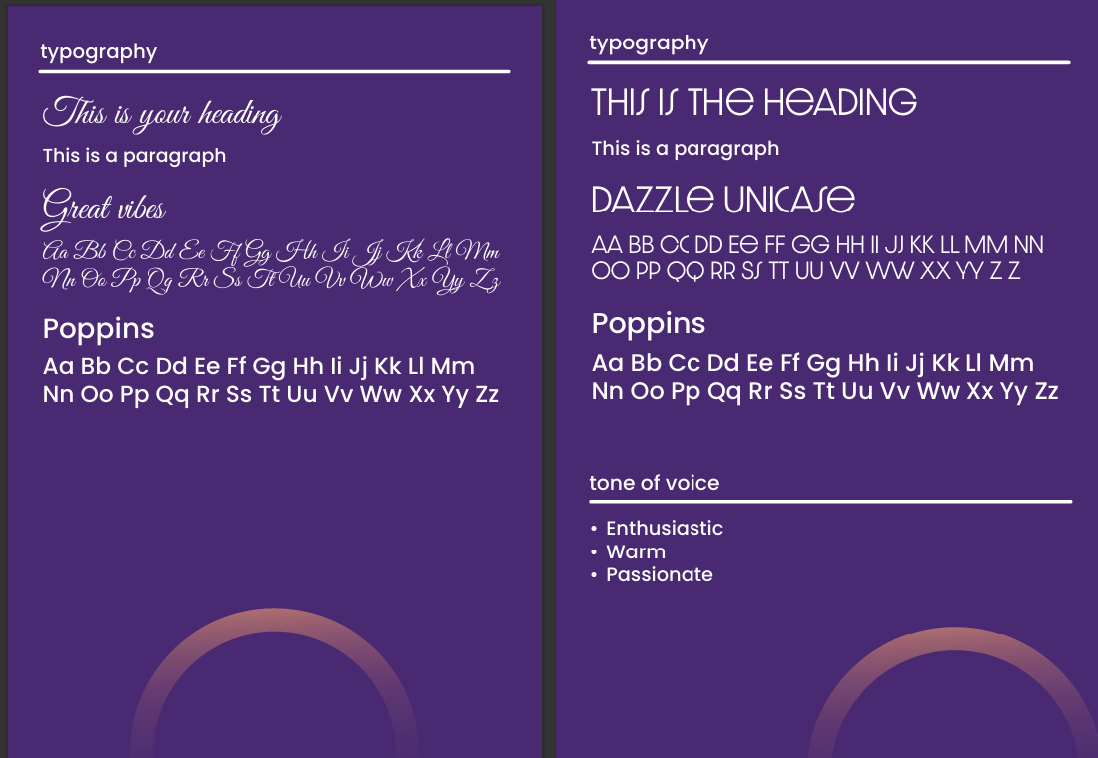 typography
This is your heading
This is a paragraph
Great vibes
Aa Bb Cc Dd Ee Ff Gg Hh Ii Jj Kk Ll Mm
Nn Oo Pp Qq Rr Ss Tt Uu Vv Ww Xx Yy Zz
Poppins
Aa Bb Cc Dd Ee Ff Gg Hh Ii Jj Kk Ll Mm
Nn Oo Pp Qq Rr Ss Tt Uu Vv Ww Xx Yy Zz
typography
THIS IS THe HeADING
This is a paragraph
DAZZLe UNICASe
AA BB CC DD Ee FF GG HH II JJ KK LL MM NN
OO PP QQ RR SS TT UU VV WW XX YY Z Z
Poppins
Aa Bb Cc Dd Ee Ff Gg Hh Ii Jj Kk Ll Mm
Nn Oo Pp Qq Rr Ss Tt Uu Vv Ww Xx Yy Zz
tone of voice
• Enthusiastic
• Warm
• Passionate